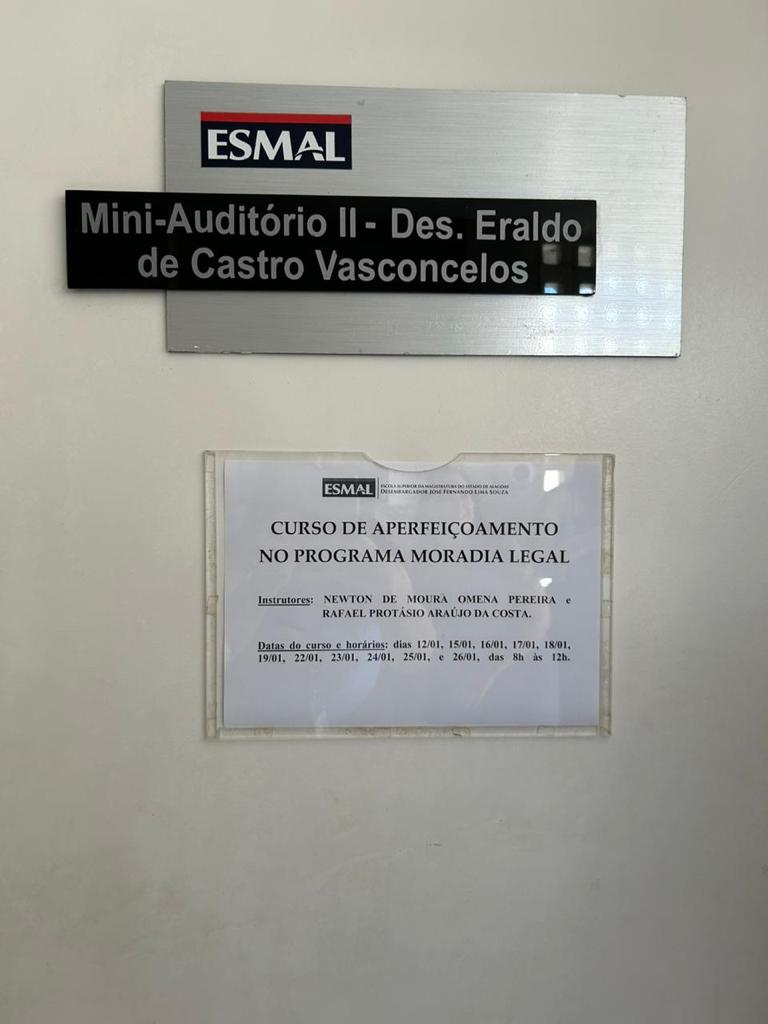 ESMAL
Mini-Auditório II - Des. Eraldo
de Castro Vasconcelos
ESMAL
ESCOLA SUPERIOR DA MAGISTRATURA DO ESTADO DE ALAGOAS
DESEMBARGADOR JOSÉ FERNANDO LIMA SOUZA
CURSO DE APERFEIÇOAMENTO
NO PROGRAMA MORADIA LEGAL
Instrutores: NEWTON DE MOURA OMENA PEREIRA e
RAFAEL PROTÁSIO ARAÚJO DA COSTA.
Datas do curso e horários: dias 12/01, 15/01, 16/01, 17/01, 18/01,
19/01, 22/01, 23/01, 24/01, 25/01, e 26/01, das 8h às 12h.